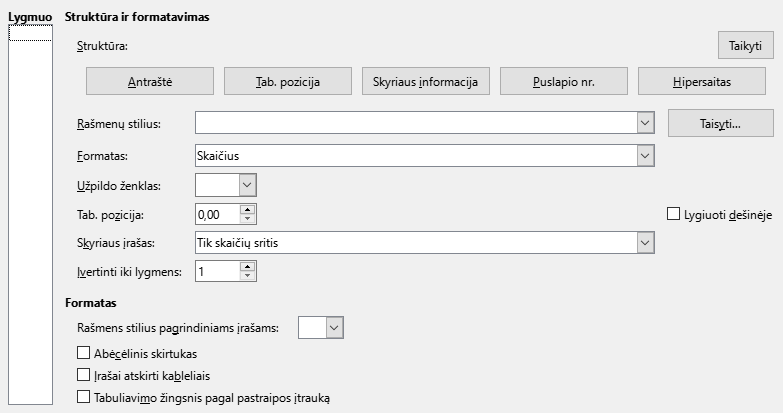 Lygmuo
Struktūra ir formatavimas
Struktūra:
Taikyti
Antraštė
Tab. pozicija
Skyriaus informacija
Puslapio nr.
Hipersaitas
Rašmenų stilius:
Taisyti...
Formatas:
Skaičius
Užpildo ženklas:
Tab. pozicija:
0,00
Lygiuoti dešinėje
Skyriaus įrašas:
Tik skaičių sritis
Įvertinti iki lygmens:
1
Formatas
Rašmens stilius pagrindiniams įrašams:
Abėcėlinis skirtukas
Įrašai atskirti kableliais
Tabuliavimo žingsnis pagal pastraipos įtrauką